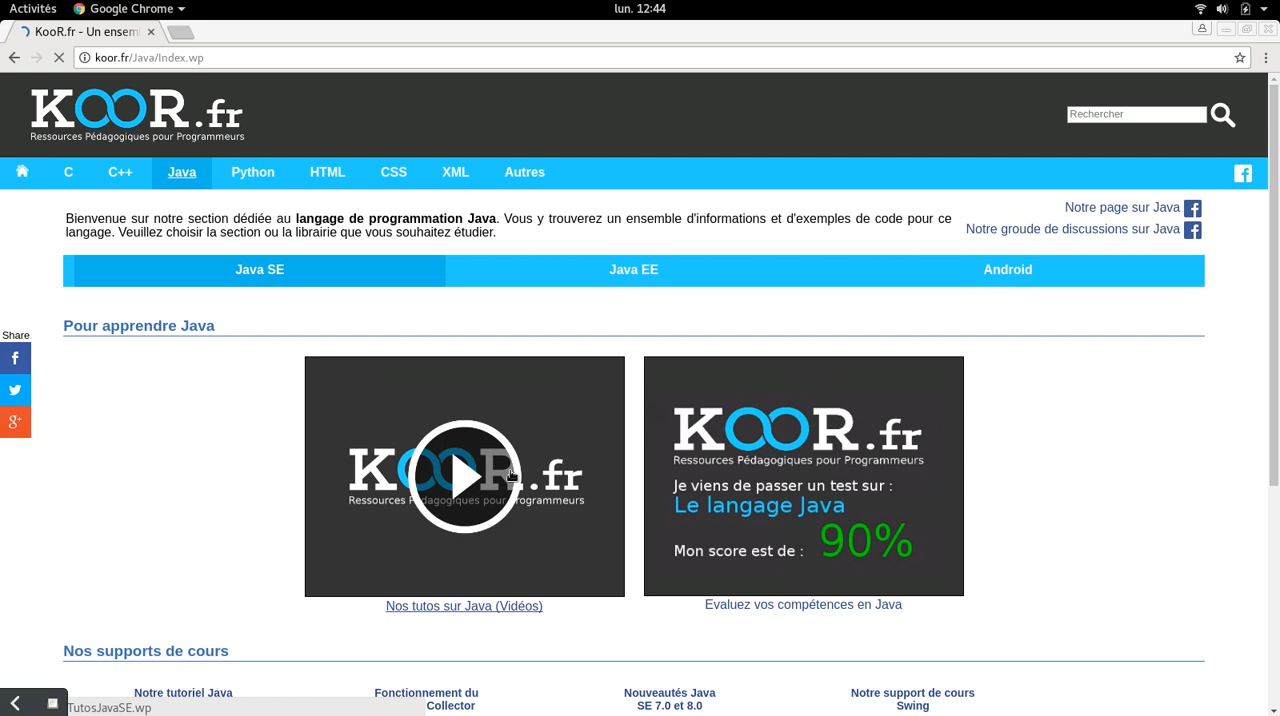 Activités
Google Chrome
lun. 12:44
KooR.fr - Un ensem
koor.fr/Java/Index.wp
KOOR.fr
Ressources Pédagogiques pour Programmeurs
Rechercher
C
C++
Java
Python
HTML
CSS
XML
Autres
Bienvenue sur notre section dédiée au langage de programmation Java. Vous y trouverez un ensemble d'informations et d'exemples de code pour ce
langage. Veuillez choisir la section ou la librairie que vous souhaitez étudier.
Notre page sur Java
Notre groude de discussions sur Java
Java SE
Java EE
Android
Pour apprendre Java
Share
KOOR.fr
Ressources Pédagogiques pour Programmeurs
Nos tutos sur Java (Vidéos)
KOOR.fr
Ressources Pédagogiques pour Programmeurs
Je viens de passer un test sur :
Le langage Java
Mon score est de : 90%
Evaluez vos compétences en Java
Nos supports de cours
Notre tutoriel Java
Fonctionnement du
Collector
Nouveautés Java
SE 7.0 et 8.0
Notre support de cours
Swing
TutosJavaSE.wp